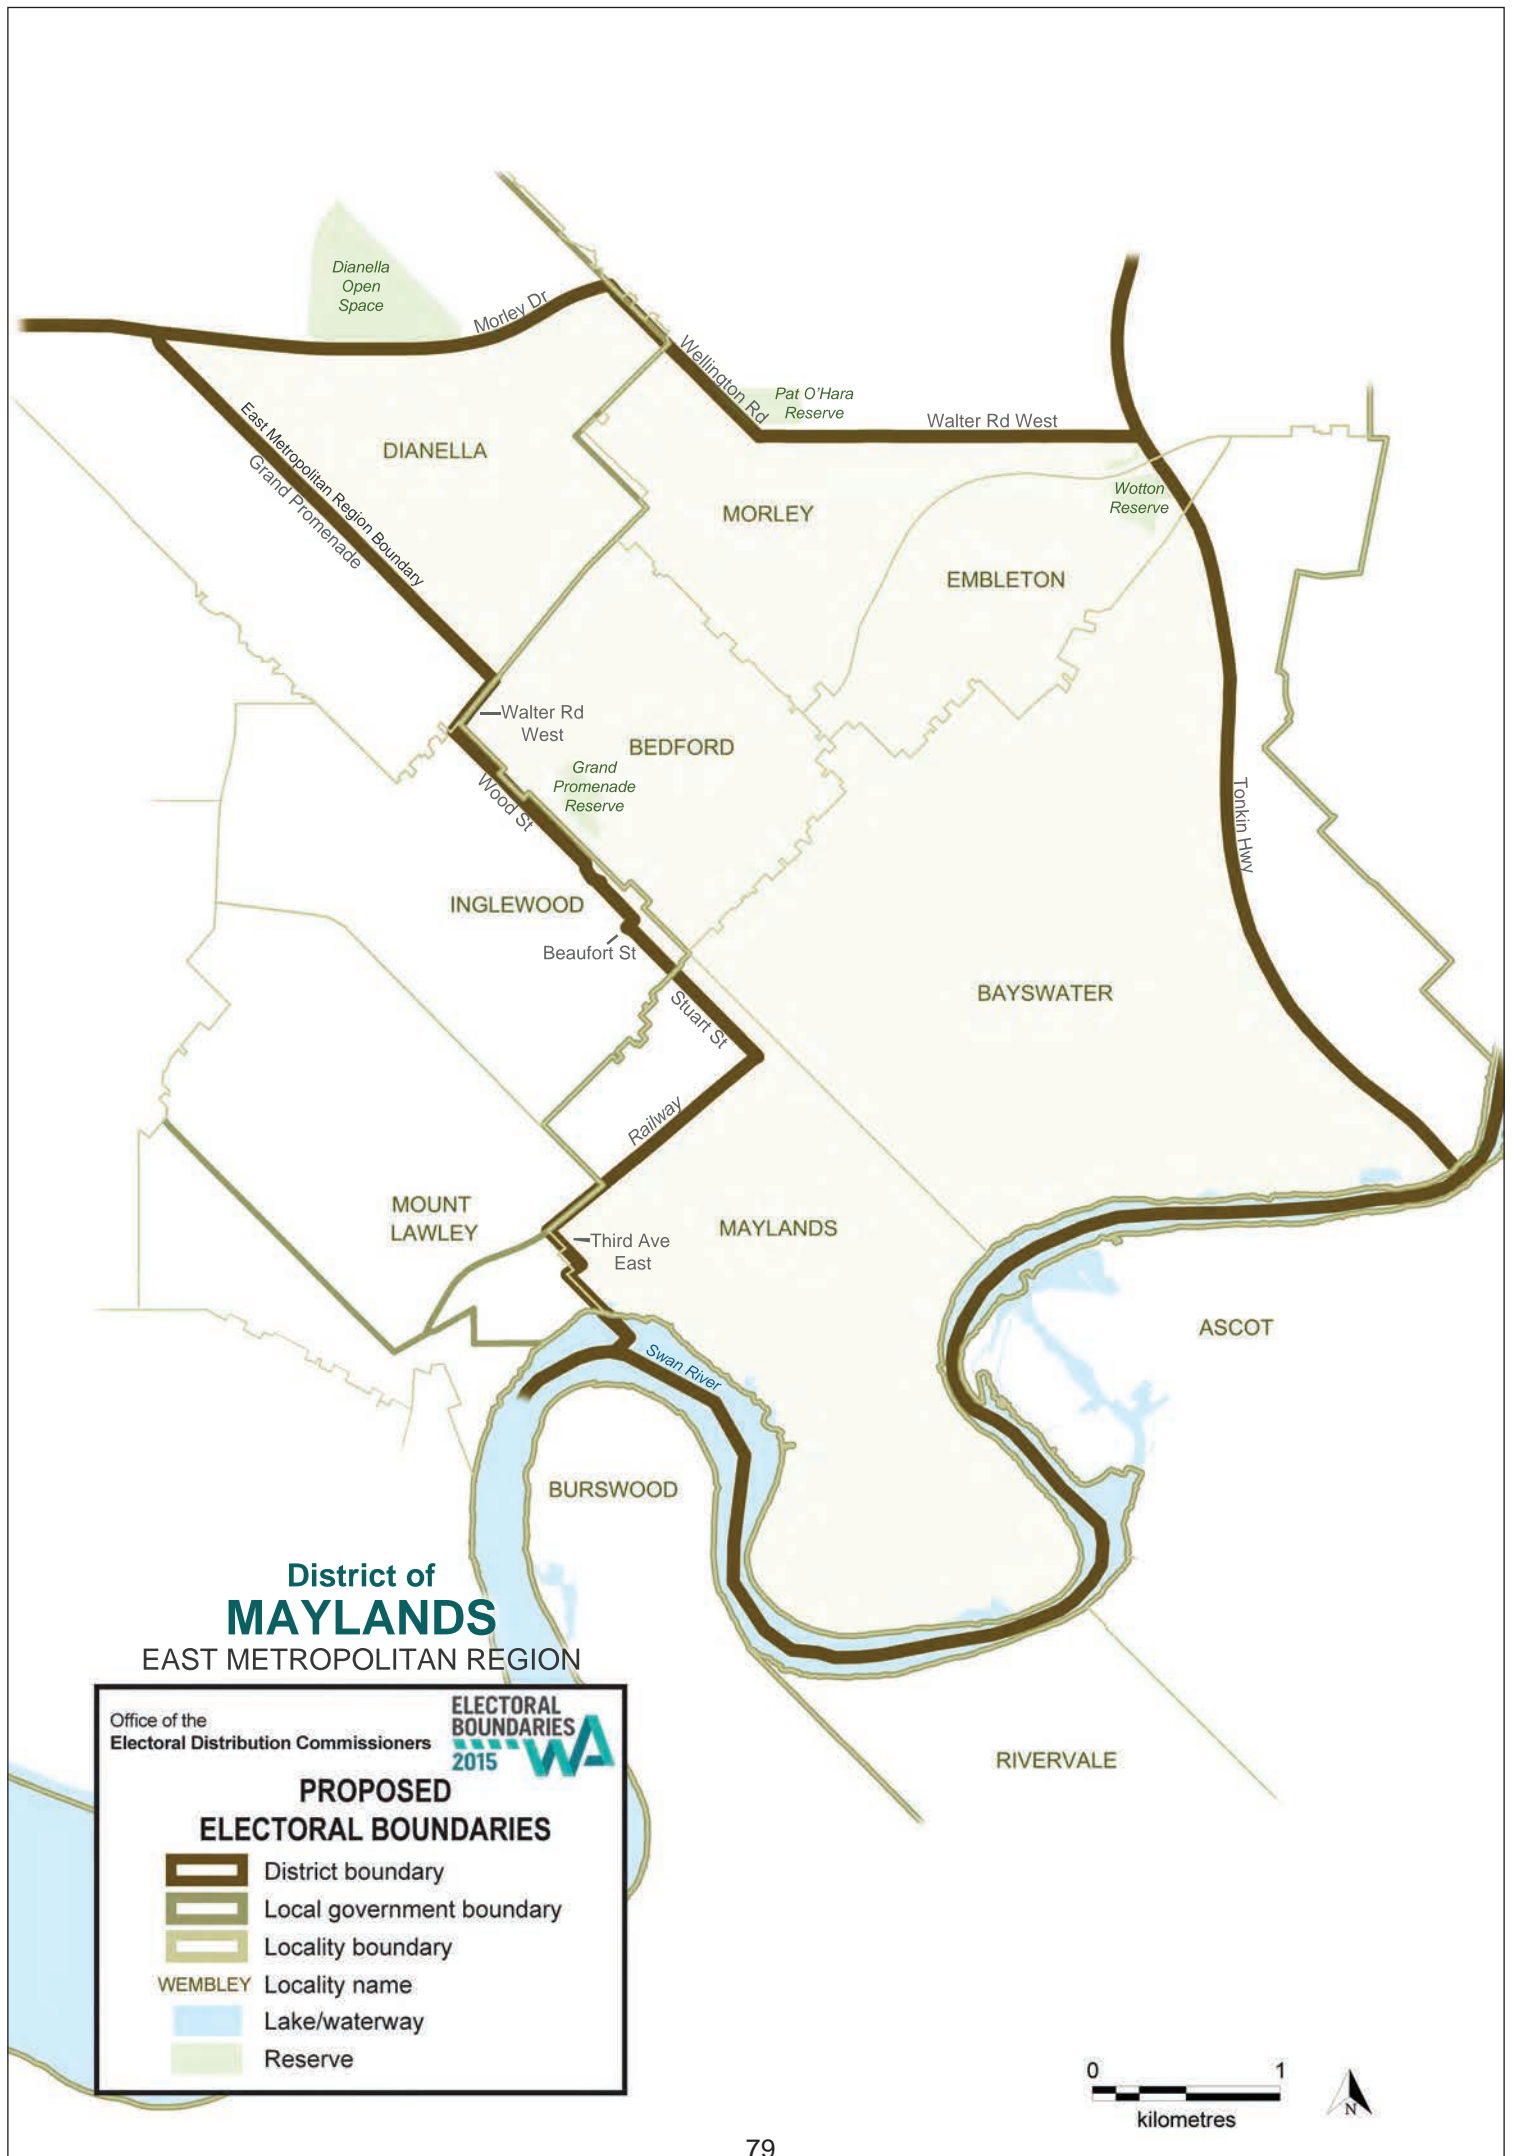 Dianella
Open
Space
Morley Dr
Wellington Rd
Pat O’Hara
Reserve
Walter Rd West
East Metropolitan Region Boundary
Grand Promenade
DIANELLA
MORLEY
Wotton
Reserve
EMBLETON
Walter Rd
West
BEDFORD
Grand
Promenade
Reserve
Wood St
Tonkin Hwy
INGLEWOOD
Beaufort St
Stuart St
BAYSWATER
Railway
MOUNT
LAWLEY
Third Ave
East
MAYLANDS
ASCOT
Swan River
BURSWOOD
RIVERVALE
District of
MAYLANDS
EAST METROPOLITAN REGION
Office of the
Electoral Distribution Commissioners
ELECTORAL
BOUNDARIES
2015 WA
PROPOSED
ELECTORAL BOUNDARIES
District boundary
Local government boundary
Locality boundary
WEMBLEY Locality name
Lake/waterway
Reserve
0 1
kilometres
N
79